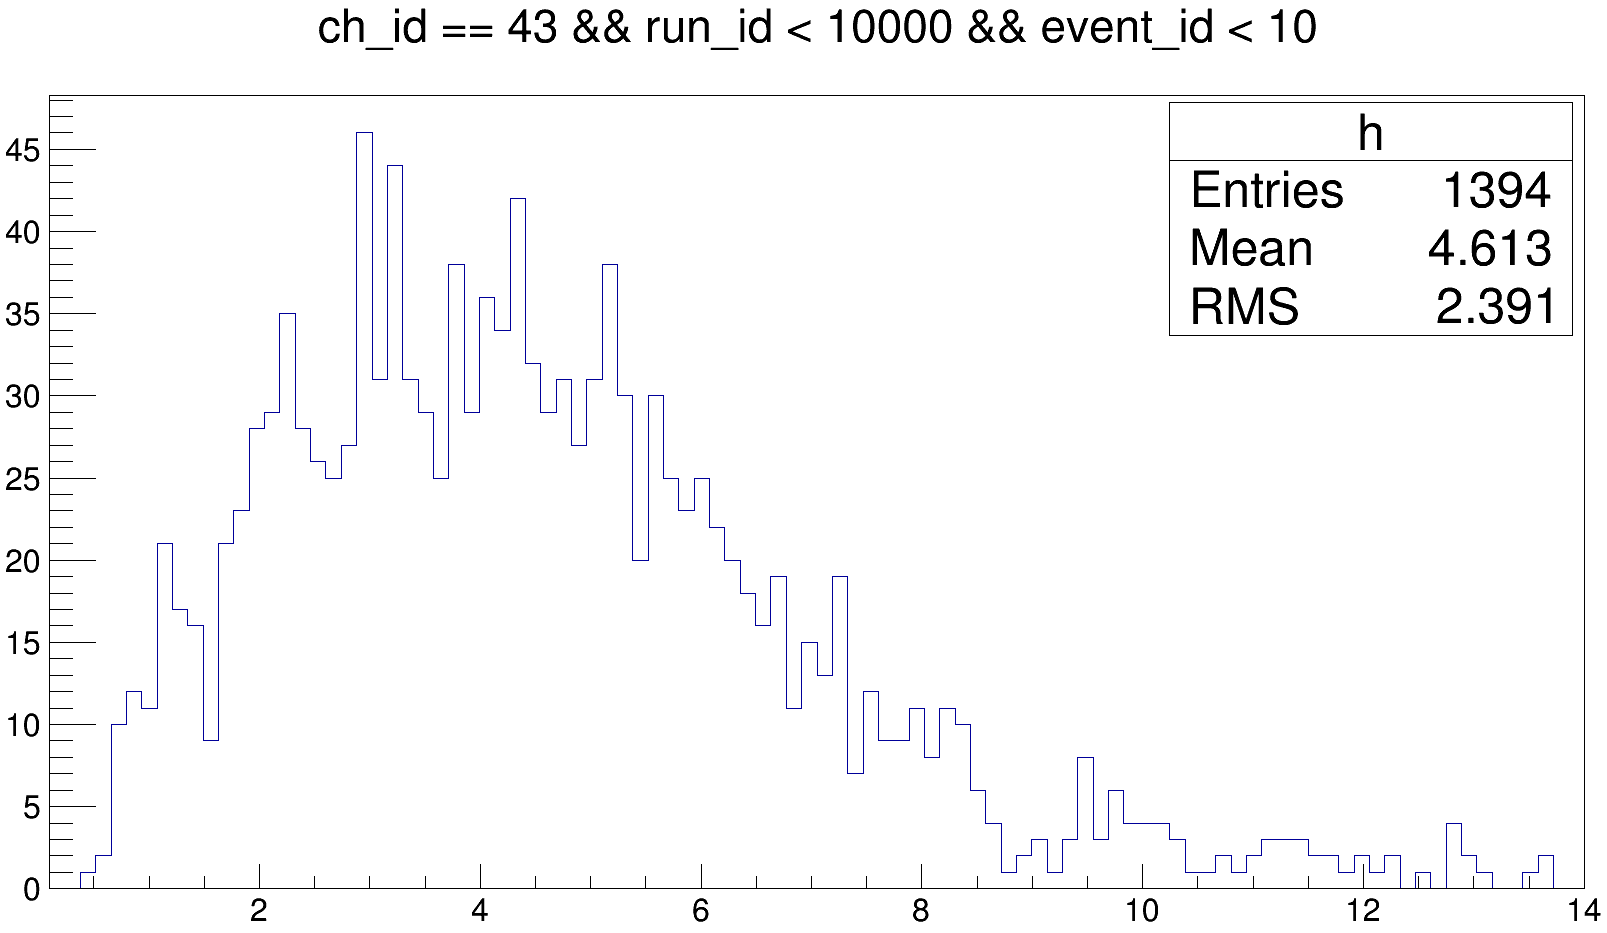 ch_id == 43 && run_id < 10000 && event_id < 10
h
Entries 1394
Mean 4.613
RMS 2.391
45
40
35
30
25
20
15
10
5
0
2 4 6 8 10 12 14